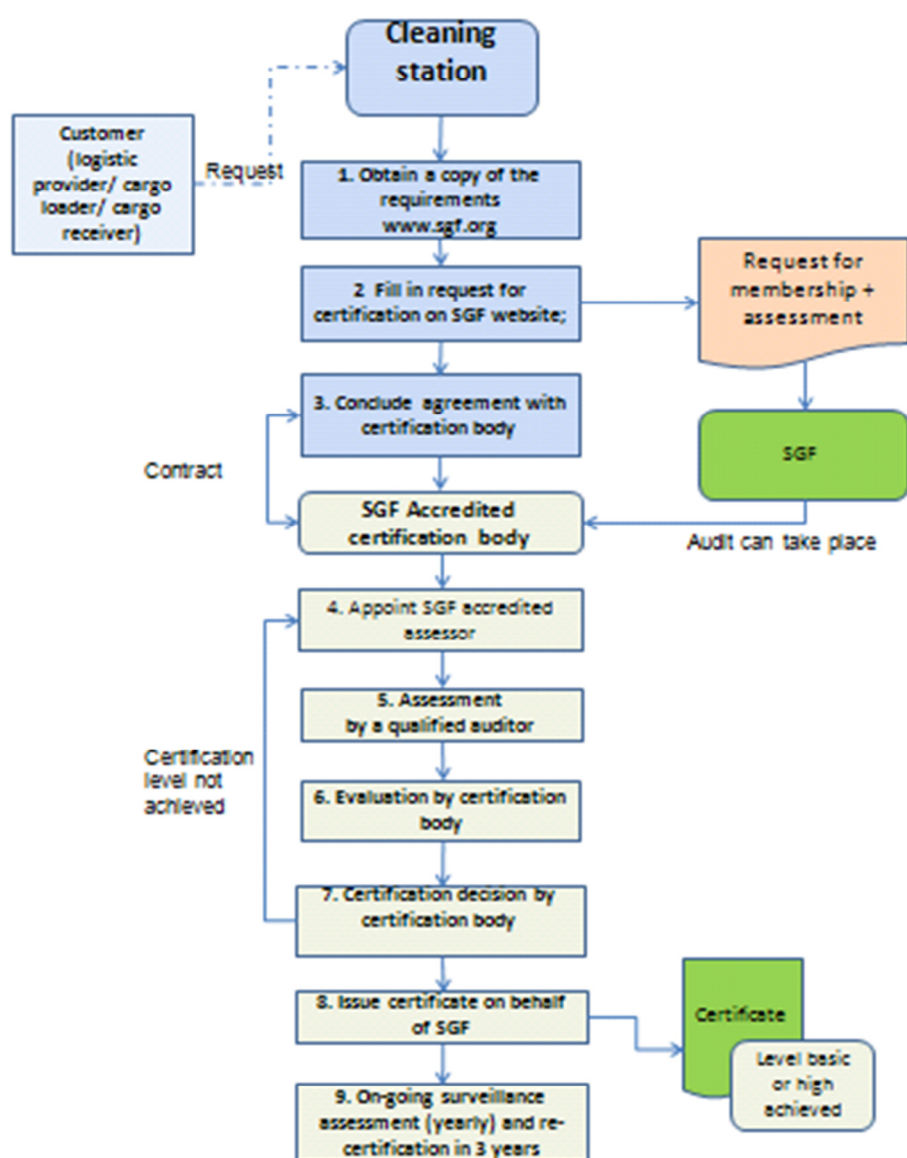 Cleaning
station
Customer
(logistic
provider/ cargo
loader/ cargo
receiver)
Request
1. Obtain a copy of the
requirements
www.sgf.org
2 Fill in request for
certification on SGF website;
Request for
membership +
assessment
3. Conclude agreement with
certification body
Contract
SGF
SGF Accredited
certification body
Audit can take place
4. Appoint SGF accredited
assessor
5. Assessment
by a qualified auditor
Certification
level not
achieved
6. Evaluation by certification
body
7. Certification decision by
certification body
8. Issue certificate on behalf
of SGF
Certificate
Level basic
or high
achieved
9. On-going surveillance
assessment (yearly) and re-
certification in 3 years